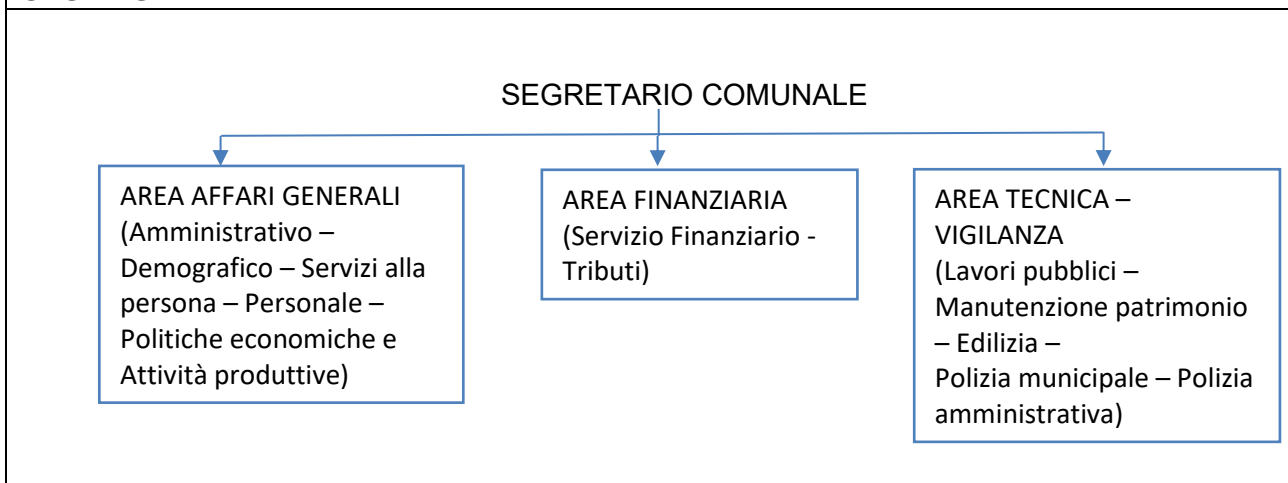 SEGRETARIO COMUNALE
AREA AFFARI GENERALI
(Amministrativo –
Demografico – Servizi alla
persona – Personale –
Politiche economiche e
Attività produttive)
AREA FINANZIARIA
(Servizio Finanziario -
Tributi)
AREA TECNICA –
VIGILANZA
(Lavori pubblici –
Manutenzione patrimonio
– Edilizia –
Polizia municipale – Polizia
amministrativa)